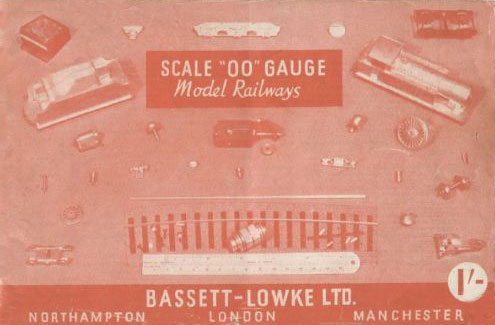 SCALE "OO" GAUGE
Model Railways
BASSETT-LOWKE LTD.
1/-
NORTHAMPTON LONDON MANCHESTER